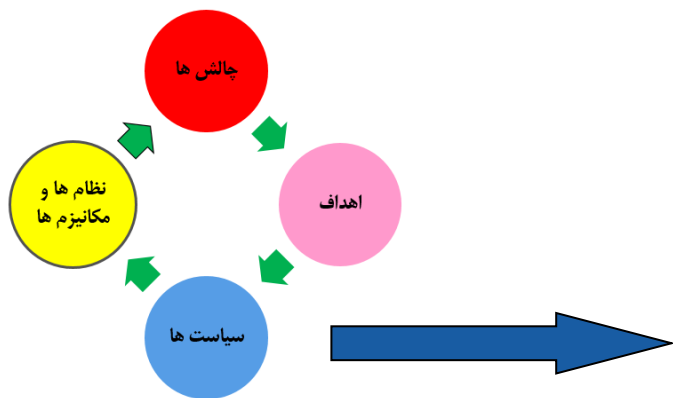 چالش ها
اهداف
نظام ها و
مکانیزم ها
سیاست ها